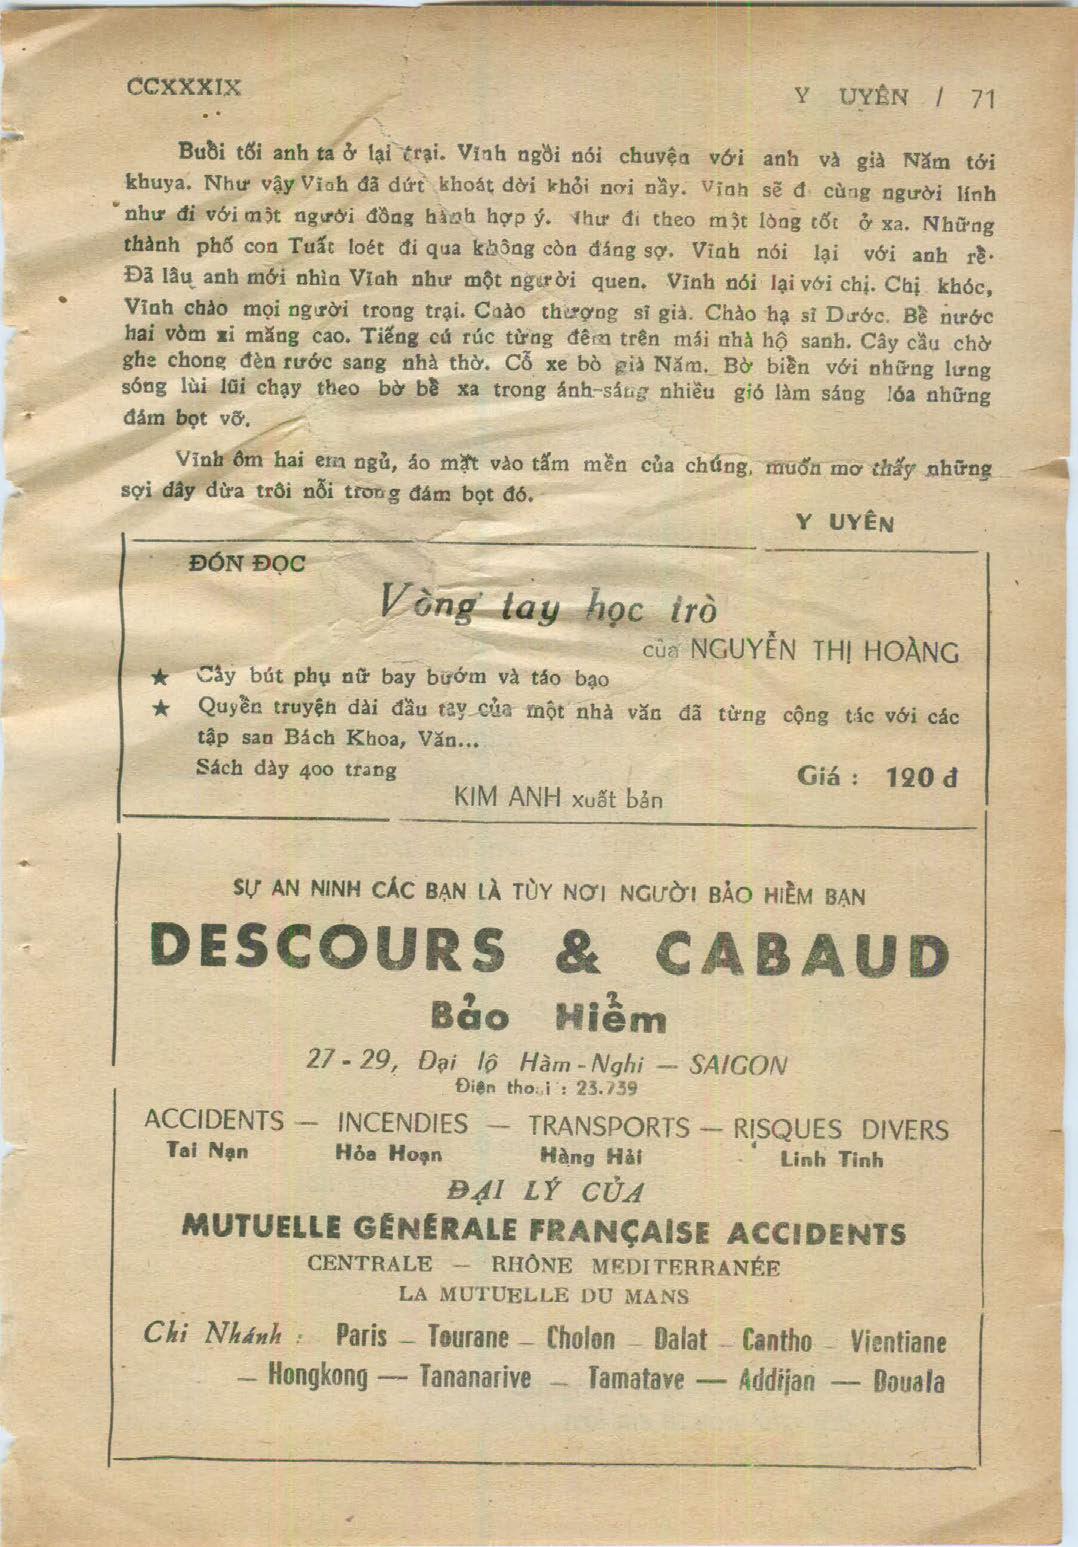 CCXXXIX
Y UYÊN / 71
Buồi tối anh ta ở lại trại. Vĩnh ngồi nói chuyện với anh và già Năm tới
khuya. Như vậy Vĩnh đã dứt khoát dời khỏi nơi nầy. Vĩnh sẽ đ cùng người lính
như đi với một người đồng hành hợp ý. Như đi theo một lòng tốt ở xa. Những
thành phố con Tuất loét đi qua không còn đáng sợ. Vĩnh nói lại với anh rề.
Đã lâu anh mới nhìn Vĩnh như một người quen. Vĩnh nói lại với chị. Chị khóc,
Vĩnh chào mọi người trong trại. Chào thượng sĩ già. Chào hạ sĩ Dước. Bề nước
hai vòm xi măng cao. Tiếng cú rúc từng đêm trên mái nhà hộ sanh. Cây cầu chờ
ghe chong đèn rước sang nhà thờ. Cỗ xe bò già Năm. Bờ biền với những lưng
sóng lùi lũi chạy theo bờ bề xa trong ánh-sáng nhiều gió làm sáng lóa những
đám bọt vỡ.
Vĩnh ôm hai em ngủ, áo mặt vào tấm mền của chúng, muốn mơ thấy những
sợi dây dừa trôi nỗi trong đám bọt đó.
Y UYÊN
ĐÓN ĐỌC
Vòng tay học trò
của NGUYỄN THỊ HOÀNG
★ Cây bút phụ nữ bay bướm và táo bạo
★ Quyền truyện dài đầu tay của một nhà văn đã từng cộng tác với các
tập san Bách Khoa, Văn...
Sách dày 400 trang
Giá : 120 đ
KIM ANH xuất bản
SỰ AN NINH CÁC BẠN LÀ TÙY NƠI NGƯỜI BẢO HIỀM BẠN
DESCOURS & CABAUD
Bảo Hiểm
27 - 29, Đại lộ Hàm-Nghi — SAIGON
Điện thoại : 23.739
ACCIDENTS — INCENDIES — TRANSPORTS — RISQUES DIVERS
Tai Nạn Hỏa Hoạn Hàng Hải Linh Tinh
ĐẠI LÝ CỦA
MUTUELLE GÉNÉRALE FRANÇAISE ACCIDENTS
CENTRALE — RHÔNE MEDITERRANÉE
LA MUTUELLE DU MANS
Chi Nhánh : Paris — Tourane — Cholon — Dalat — Cantho — Vientiane
— Hongkong — Tananarive — Tamatave — Addijan — Douala